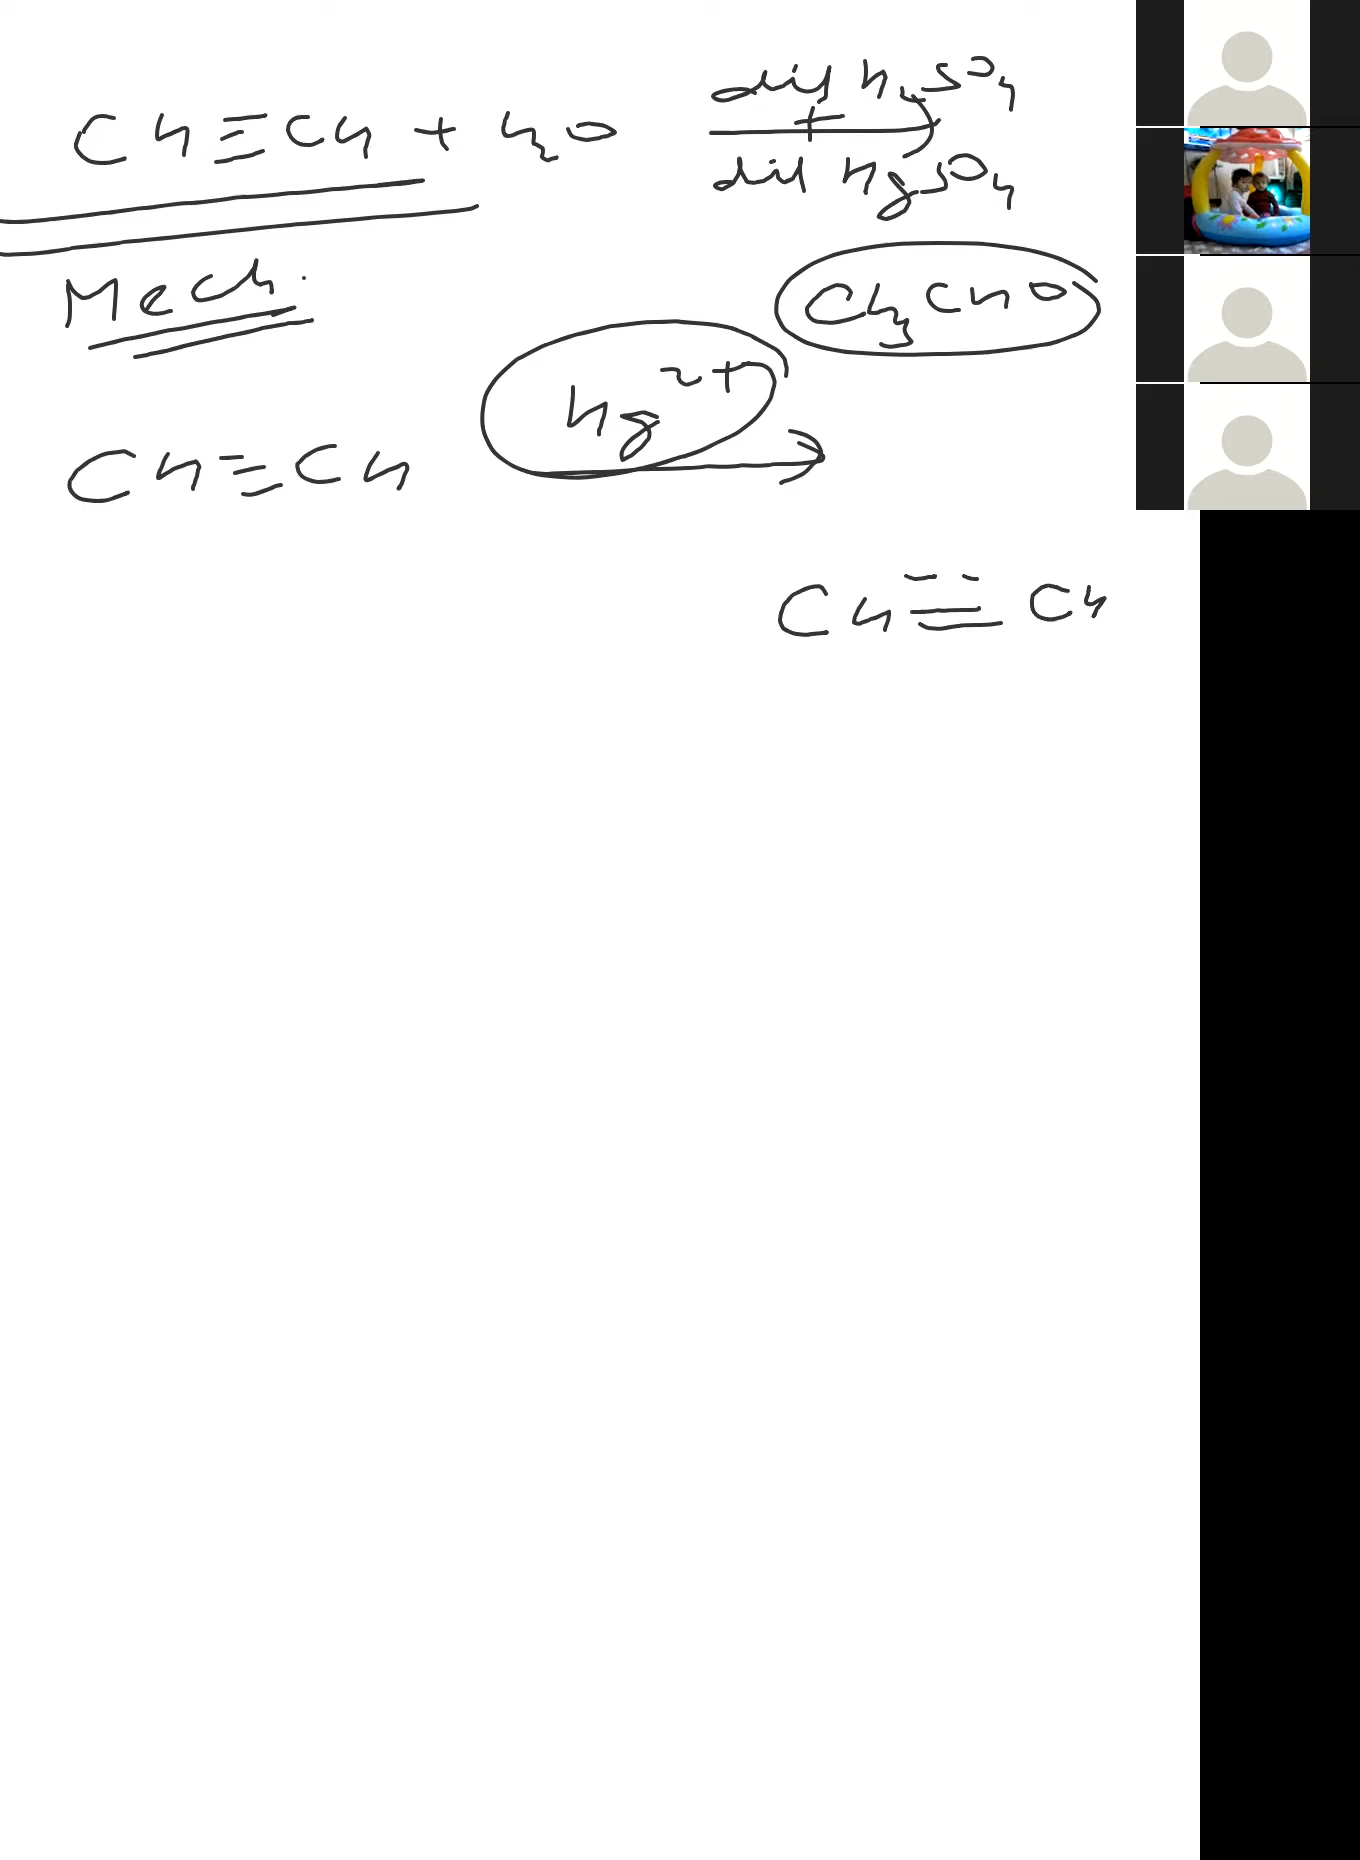 CH≡CH + H₂O dil H₂SO₄ + dil HgSO₄
CH₃CHO
Mech.
CH≡CH Hg²⁺
CH≡CH